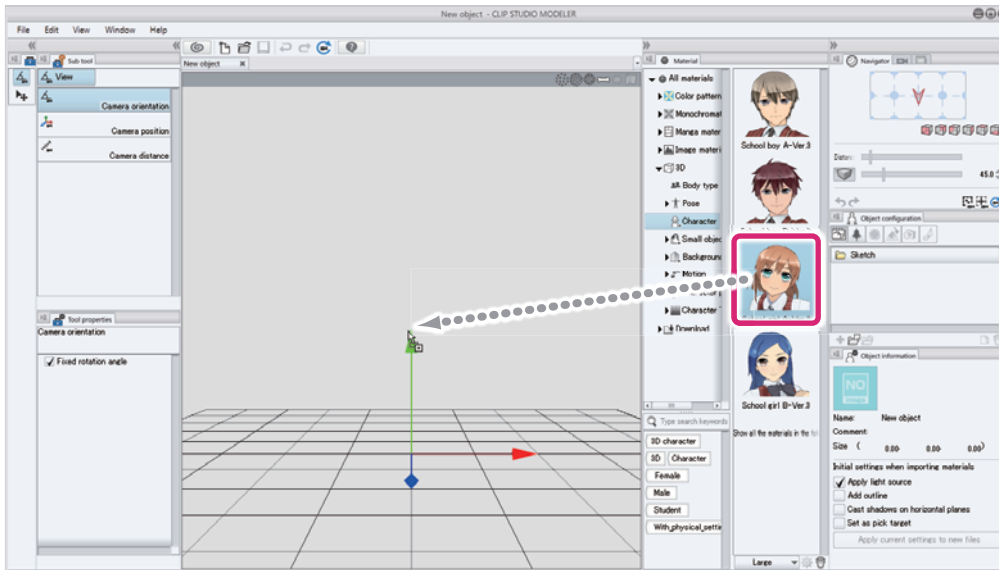 New object - CLIP STUDIO MODELER
File Edit View Window Help
Sub tool
View
Camera orientation
Camera position
Camera distance
Tool properties
Camera orientation
Fixed rotation angle
New object
Material
All materials
Color pattern
Monochromat
Manga mater
Image materi
3D
Body type
Pose
Character
Small objec
Background
Motion
Character
Download
Type search keywords
3D character
3D Character
Female
Male
Student
With_physical_settin
School boy A-Ver.3
School girl B-Ver.3
Show all the materials in the fol
Large
Navigator
45.0
Object configuration
Sketch
Object information
NO
Name: New object
Comment:
Size ( 0.00 0.00 0.00)
Initial settings when importing materials
Apply light source
Add outline
Cast shadows on horizontal planes
Set as pick target
Apply current settings to new files